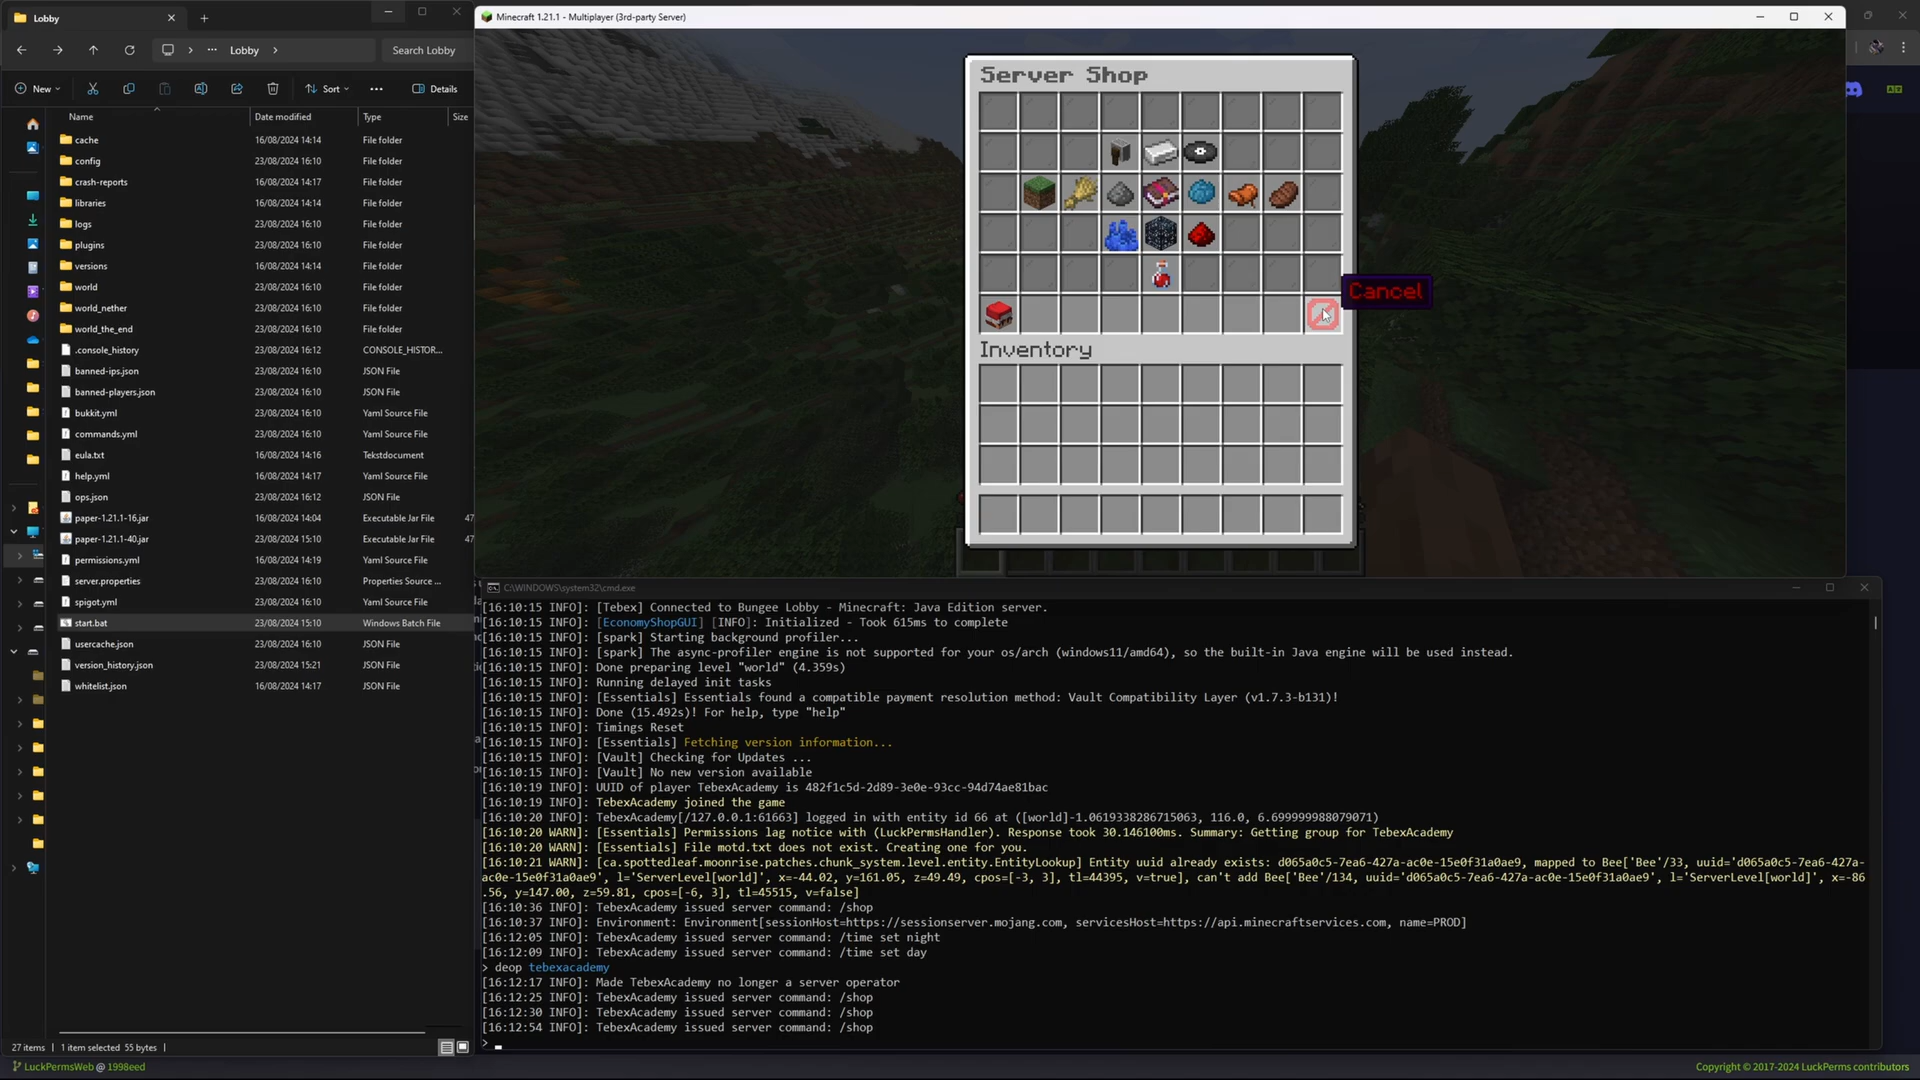 Lobby
Lobby
Search Lobby
New
Sort
Details
Name
Date modified
Type
Size
cache 16/08/2024 14:14 File folder
config 23/08/2024 16:10 File folder
crash-reports 16/08/2024 14:17 File folder
libraries 16/08/2024 14:14 File folder
logs 23/08/2024 16:10 File folder
plugins 23/08/2024 16:10 File folder
versions 16/08/2024 14:14 File folder
world 23/08/2024 16:10 File folder
world_nether 23/08/2024 16:10 File folder
world_the_end 23/08/2024 16:10 File folder
.console_history 23/08/2024 16:12 CONSOLE_HISTOR...
banned-ips.json 23/08/2024 16:10 JSON File
banned-players.json 23/08/2024 16:10 JSON File
bukkit.yml 23/08/2024 16:10 Yaml Source File
commands.yml 23/08/2024 16:10 Yaml Source File
eula.txt 16/08/2024 14:16 Tekstdocument
help.yml 16/08/2024 14:17 Yaml Source File
ops.json 23/08/2024 16:12 JSON File
paper-1.21.1-16.jar 16/08/2024 14:04 Executable Jar File 47
paper-1.21.1-40.jar 23/08/2024 15:09 Executable Jar File 47
permissions.yml 16/08/2024 14:19 Yaml Source File
server.properties 23/08/2024 16:10 Properties Source ...
spigot.yml 23/08/2024 16:10 Yaml Source File
start.bat 23/08/2024 15:10 Windows Batch File
usercache.json 23/08/2024 16:10 JSON File
version_history.json 23/08/2024 15:21 JSON File
whitelist.json 16/08/2024 14:17 JSON File
27 items
1 item selected 55 bytes
LuckPermsWeb @ 1998eed
Minecraft 1.21.1 - Multiplayer (3rd-party Server)
Server Shop
Cancel
Inventory
C:\WINDOWS\system32\cmd.exe
[16:10:15 INFO]: [Tebex] Connected to Bungee Lobby - Minecraft: Java Edition server.
[16:10:15 INFO]: [EconomyShopGUI] [INFO]: Initialized - Took 615ms to complete
[16:10:15 INFO]: [spark] Starting background profiler...
[16:10:15 INFO]: [spark] The async-profiler engine is not supported for your os/arch (windows11/amd64), so the built-in Java engine will be used instead.
[16:10:15 INFO]: Done preparing level "world" (4.359s)
[16:10:15 INFO]: Running delayed init tasks
[16:10:15 INFO]: [Essentials] Essentials found a compatible payment resolution method: Vault Compatibility Layer (v1.7.3-b131)!
[16:10:15 INFO]: Done (15.492s)! For help, type "help"
[16:10:15 INFO]: Timings Reset
[16:10:15 INFO]: [Essentials] Fetching version information...
[16:10:15 INFO]: [Vault] Checking for Updates ...
[16:10:15 INFO]: [Vault] No new version available
[16:10:19 INFO]: UUID of player TebexAcademy is 482f1c5d-2d89-3e0e-93cc-94d74ae81bac
[16:10:19 INFO]: TebexAcademy joined the game
[16:10:20 INFO]: TebexAcademy[/127.0.0.1:61663] logged in with entity id 66 at ([world]-1.0619338286715063, 116.0, 6.699999988079071)
[16:10:20 WARN]: [Essentials] Permissions lag notice with (LuckPermsHandler). Response took 30.146100ms. Summary: Getting group for TebexAcademy
[16:10:20 WARN]: [Essentials] File motd.txt does not exist. Creating one for you.
[16:10:21 WARN]: [ca.spottedleaf.moonrise.patches.chunk_system.level.entity.EntityLookup] Entity uuid already exists: d065a0c5-7ea6-427a-ac0e-15e0f31a0ae9, mapped to Bee['Bee'/33, uuid='d065a0c5-7ea6-427a-
ac0e-15e0f31a0ae9', l='ServerLevel[world]', x=-44.02, y=161.05, z=49.49, cpos=[-3, 3], tl=44395, v=true], can't add Bee['Bee'/134, uuid='d065a0c5-7ea6-427a-ac0e-15e0f31a0ae9', l='ServerLevel[world]', x=-86
.56, y=147.00, z=59.81, cpos=[-6, 3], tl=45515, v=false]
[16:10:36 INFO]: TebexAcademy issued server command: /shop
[16:10:37 INFO]: Environment: Environment[sessionHost=https://sessionserver.mojang.com, servicesHost=https://api.minecraftservices.com, name=PROD]
[16:12:05 INFO]: TebexAcademy issued server command: /time set night
[16:12:09 INFO]: TebexAcademy issued server command: /time set day
> deop tebexacademy
[16:12:17 INFO]: Made TebexAcademy no longer a server operator
[16:12:25 INFO]: TebexAcademy issued server command: /shop
[16:12:30 INFO]: TebexAcademy issued server command: /shop
[16:12:54 INFO]: TebexAcademy issued server command: /shop
>
Copyright © 2017-2024 LuckPerms contributors